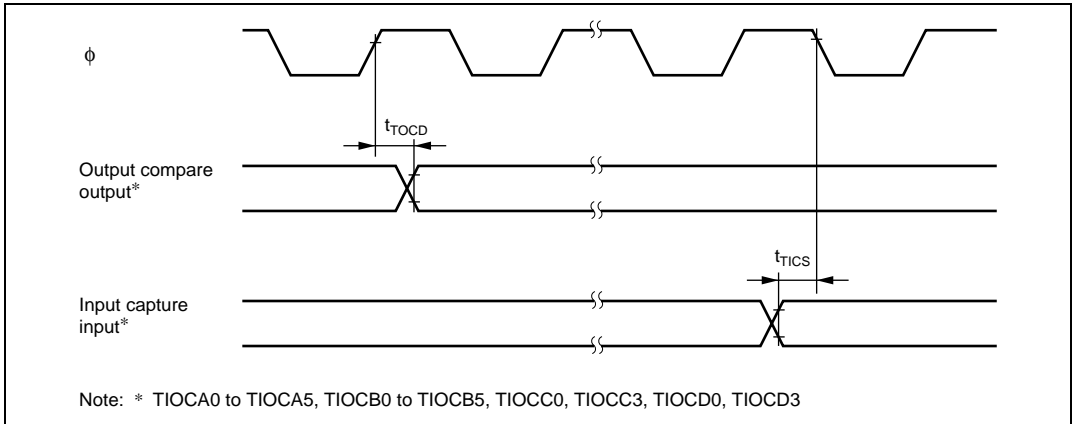 ϕ
tTOCD
Output compare
output*
tTICS
Input capture
input*
Note: * TIOCA0 to TIOCA5, TIOCB0 to TIOCB5, TIOCC0, TIOCC3, TIOCD0, TIOCD3